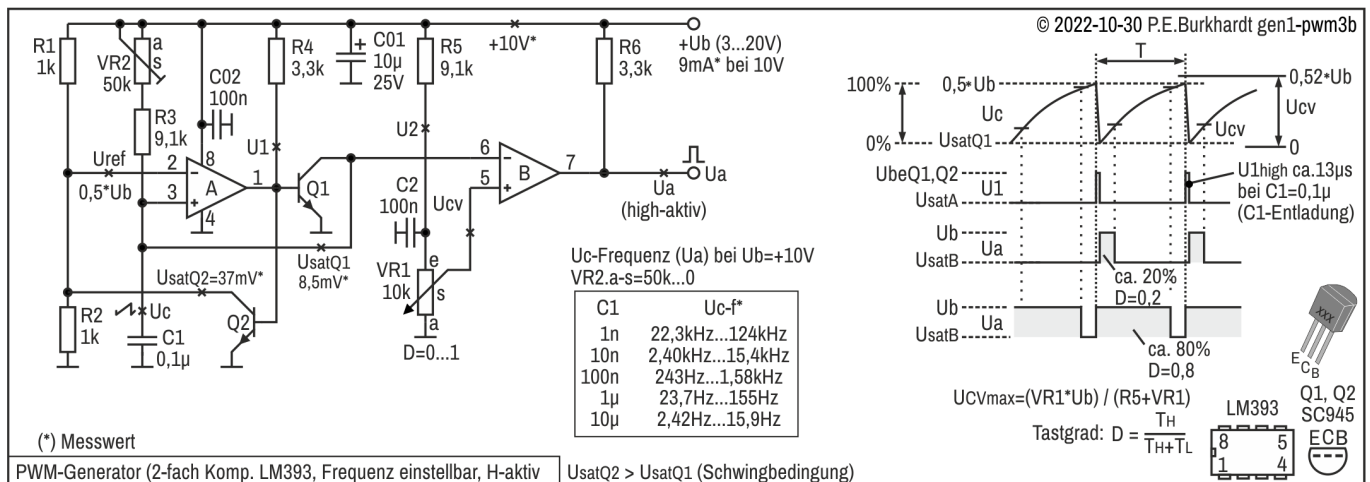 © 2022-10-30 P.E.Burkhardt gen1-pwm3b
R1
1k
VR2
50k
a
s
C02
100n
R3
9,1k
R4
3,3k
C01
10µ
25V
+
R5
9,1k
+10V*
R6
3,3k
+Ub (3...20V)
9mA* bei 10V
Uref
0,5*Ub
2
3
8
A
4
1
U1
Q1
U2
C2
100n
Ucv
6
5
B
7
Ua
Ua
(high-aktiv)
UsatQ1
8,5mV*
UsatQ2=37mV*
VR1
10k
e
s
a
D=0...1
R2
1k
Uc
C1
0,1µ
Q2
Uc-Frequenz (Ua) bei Ub=+10V
VR2.a-s=50k...0
C1 Uc-f*
1n 22,3kHz...124kHz
10n 2,40kHz...15,4kHz
100n 243Hz...1,58kHz
1µ 23,7Hz...155Hz
10µ 2,42Hz...15,9Hz
T
100%
0,5*Ub
0,52*Ub
Uc
Ucv
Ucv
0%
UsatQ1
0
UbeQ1,Q2
U1
UsatA
U1high ca.13µs
bei C1=0,1µ
(C1-Entladung)
Ub
Ua
UsatB
ca. 20%
D=0,2
Ub
Ua
UsatB
ca. 80%
D=0,8
XXX
E
C
B
Q1, Q2
SC945
ECB
UCVmax=(VR1*Ub) / (R5+VR1)
Tastgrad: D = TH
TH+TL
LM393
8 5
1 4
(*) Messwert
PWM-Generator (2-fach Komp. LM393, Frequenz einstellbar, H-aktiv
UsatQ2 > UsatQ1 (Schwingbedingung)